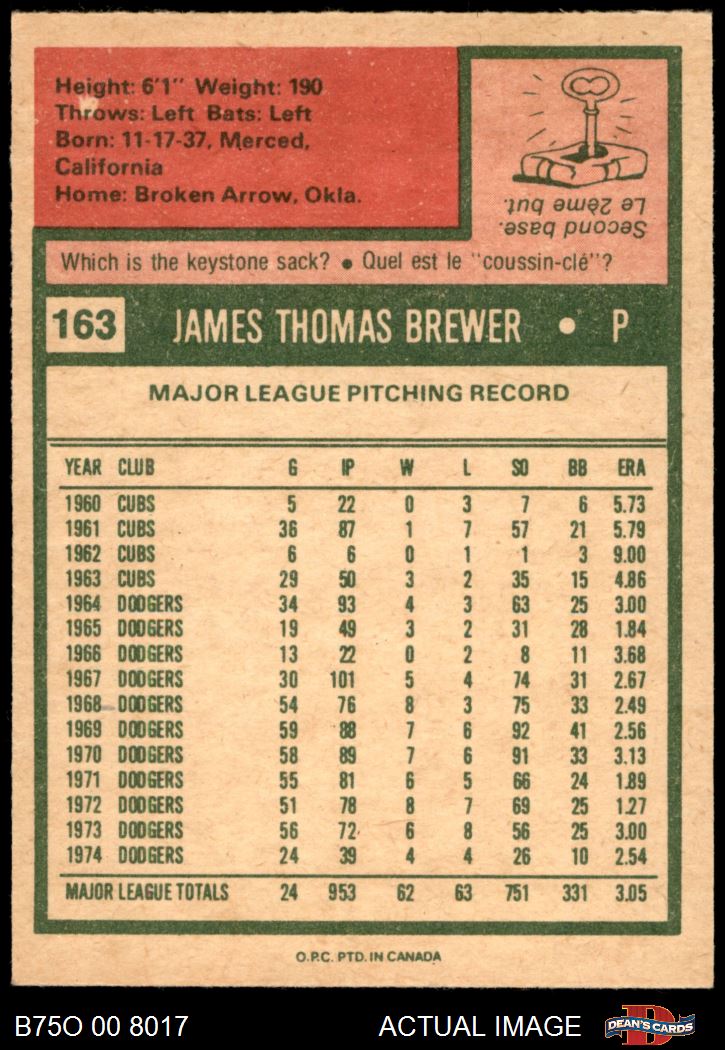 Height: 6'1" Weight: 190
Throws: Left Bats: Left
Born: 11-17-37, Merced,
California
Home: Broken Arrow, Okla.
Second base.
Le 2ème but.
Which is the keystone sack? • Quel est le "coussin-clé"?
163 JAMES THOMAS BREWER • P
MAJOR LEAGUE PITCHING RECORD
YEAR CLUB G IP W L SO BB ERA
1960 CUBS 5 22 0 3 7 6 5.73
1961 CUBS 36 87 1 7 57 21 5.79
1962 CUBS 6 6 0 1 1 3 9.00
1963 CUBS 29 50 3 2 35 15 4.86
1964 DODGERS 34 93 4 3 63 25 3.00
1965 DODGERS 19 49 3 2 31 28 1.84
1966 DODGERS 13 22 0 2 8 11 3.68
1967 DODGERS 30 101 5 4 74 31 2.67
1968 DODGERS 54 76 8 3 75 33 2.49
1969 DODGERS 59 88 7 6 92 41 2.56
1970 DODGERS 58 89 7 6 91 33 3.13
1971 DODGERS 55 81 6 5 66 24 1.89
1972 DODGERS 51 78 8 7 69 25 1.27
1973 DODGERS 56 72 6 8 56 25 3.00
1974 DODGERS 24 39 4 4 26 10 2.54
MAJOR LEAGUE TOTALS 24 953 62 63 751 331 3.05
O.P.C. PTD. IN CANADA
B75O 00 8017 ACTUAL IMAGE D DEAN'S CARDS